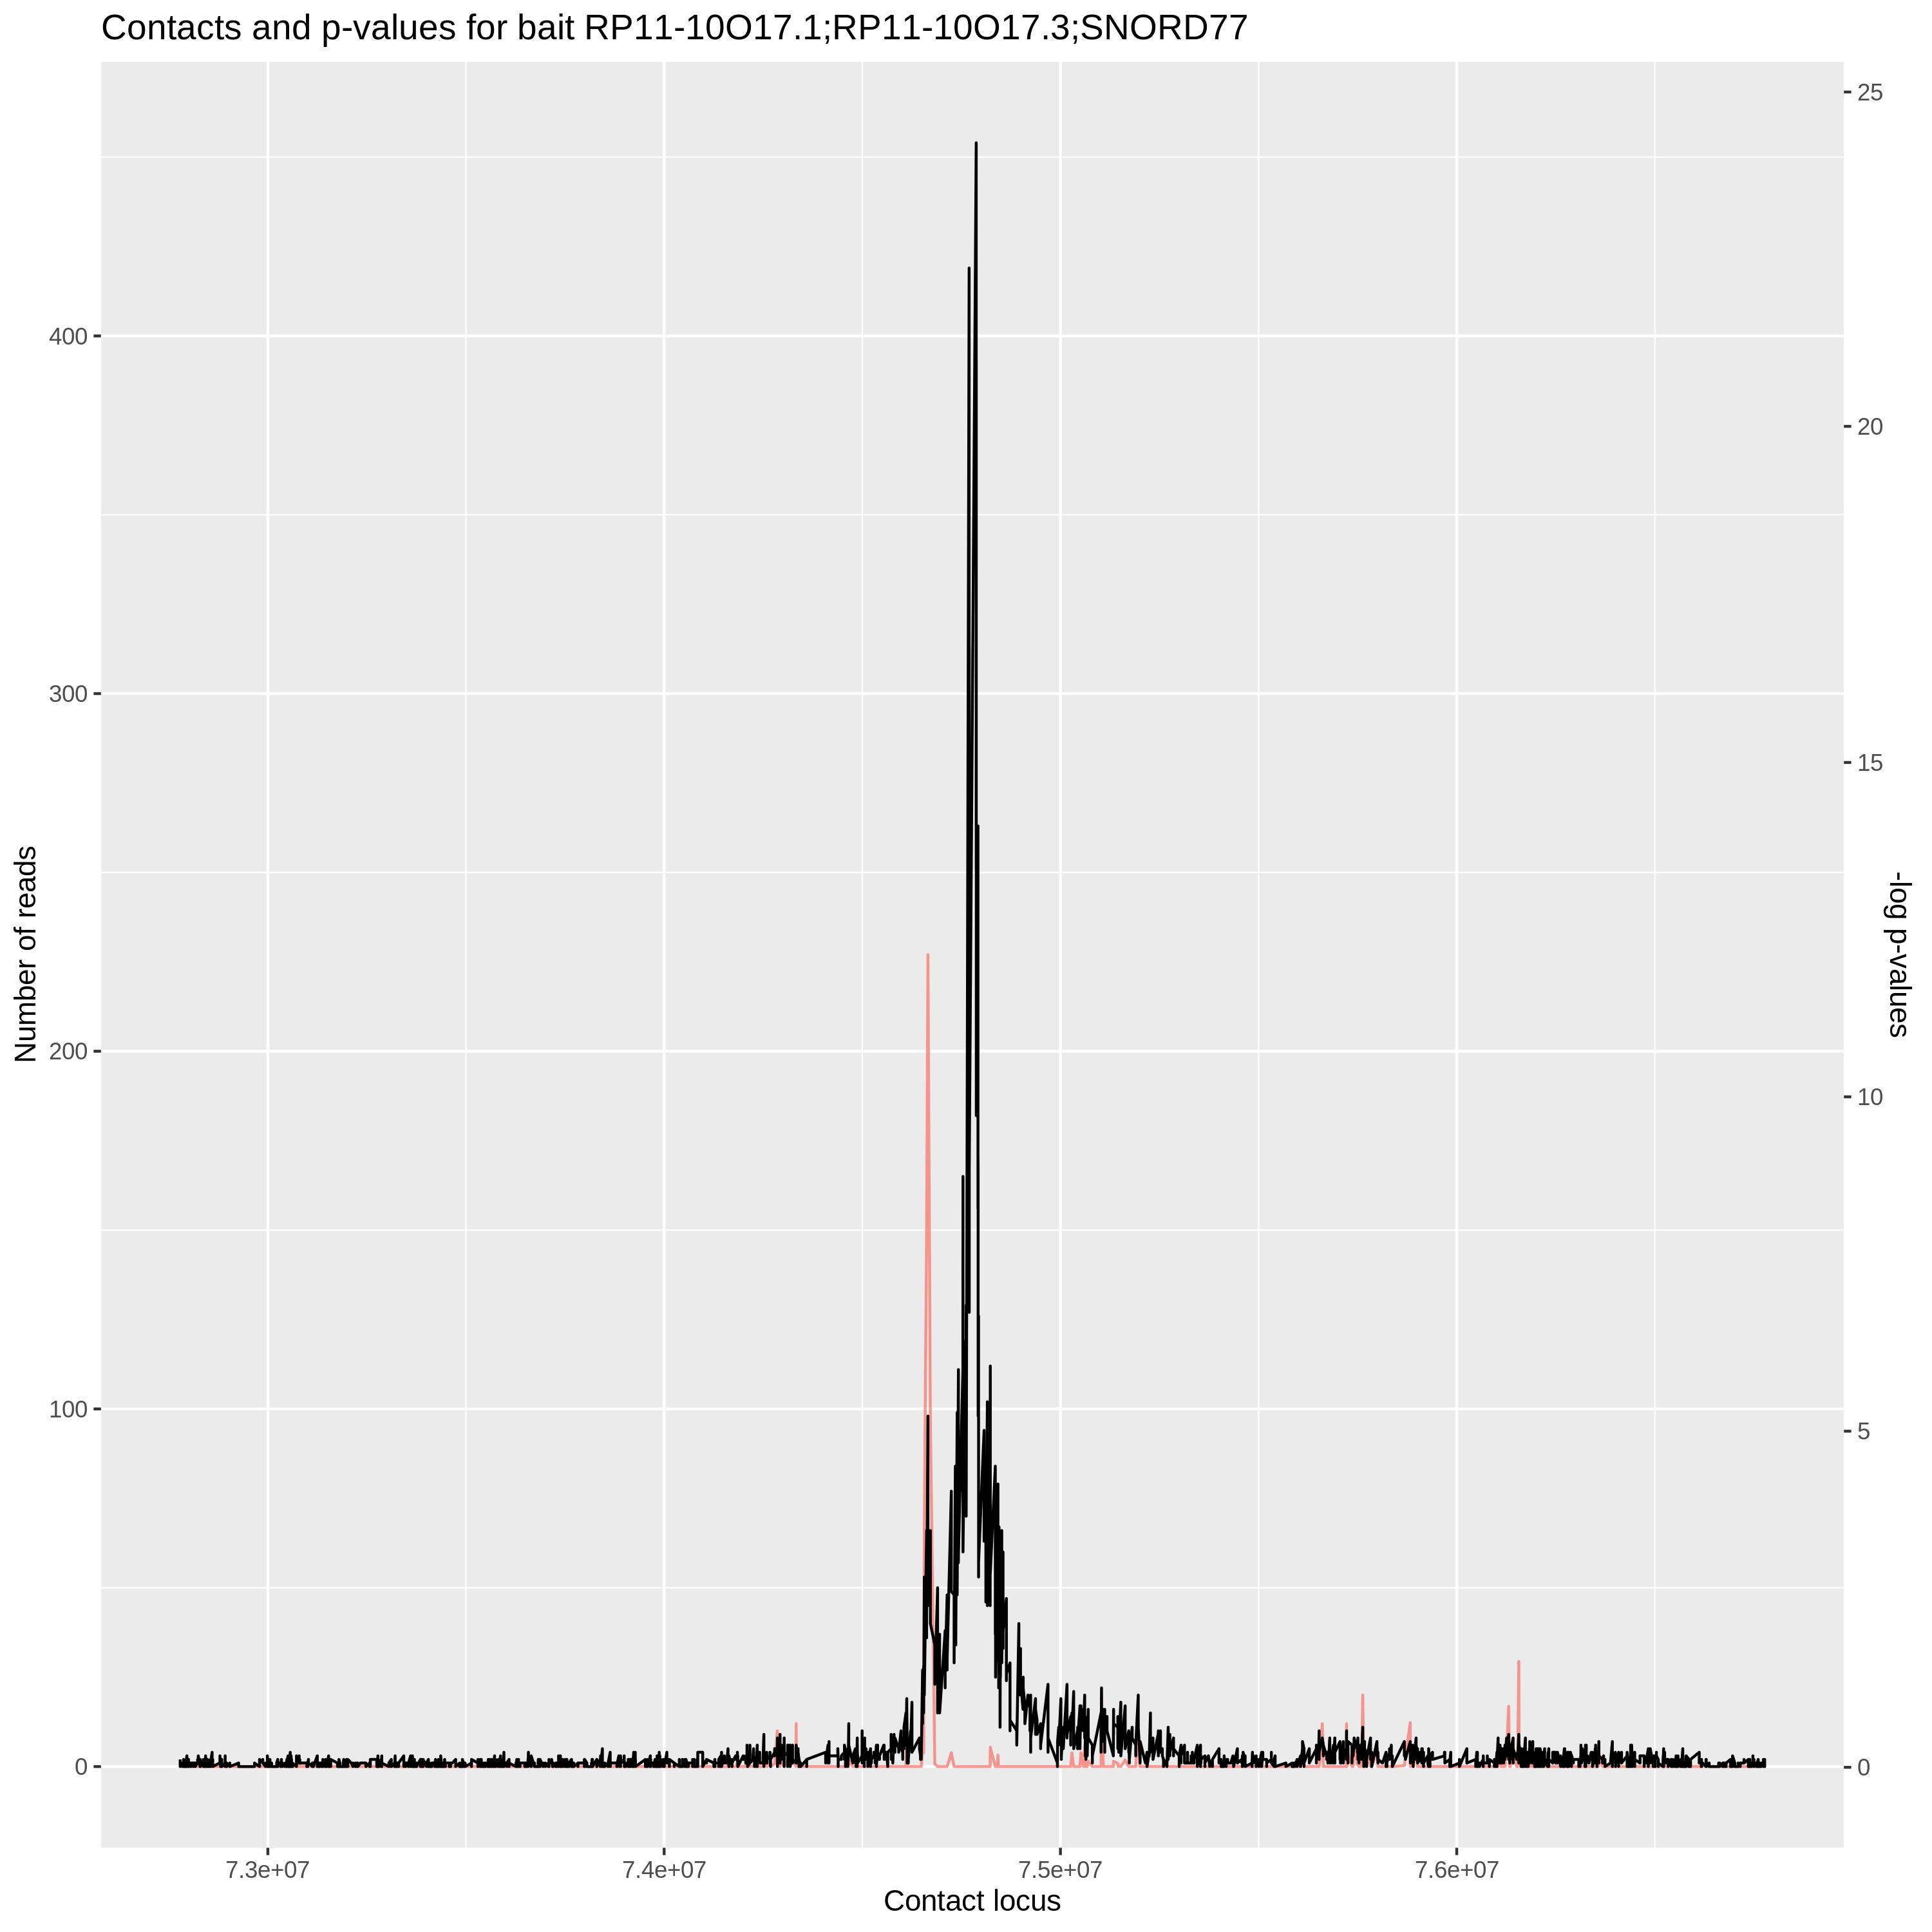 Contacts and p-values for bait RP11-10O17.1;RP11-10O17.3;SNORD77
Number of reads
400
300
200
100
0
25
20
15
10
5
0
-log p-values
7.3e+07 7.4e+07 7.5e+07 7.6e+07
Contact locus